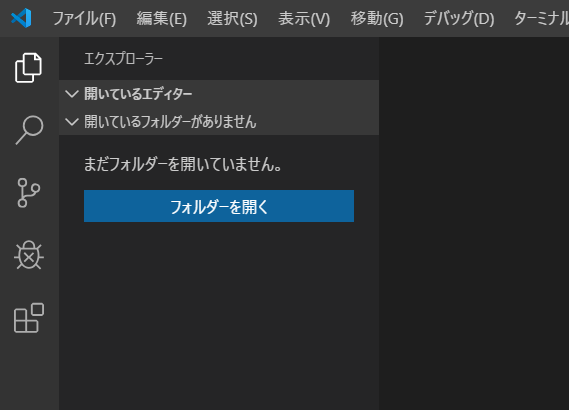 ファイル(F) 編集(E) 選択(S) 表示(V) 移動(G) デバッグ(D) ターミナル
エクスプローラー
開いているエディター
開いているフォルダーがありません
まだフォルダーを開いていません。
フォルダーを開く